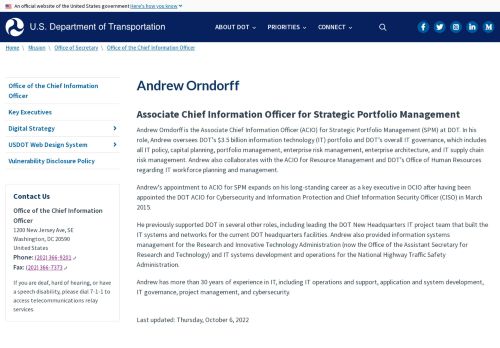 An official website of the United States government Here's how you know
U.S. Department of Transportation
ABOUT DOT
PRIORITIES
CONNECT
Home \ Mission \ Office of Secretary \ Office of the Chief Information Officer
Office of the Chief Information
Officer
Key Executives
Digital Strategy
USDOT Web Design System
Vulnerability Disclosure Policy
Contact Us
Office of the Chief Information
Officer
1200 New Jersey Ave, SE
Washington, DC 20590
United States
Phone: (202) 366-9201
Fax: (202) 366-7373
If you are deaf, hard of hearing, or have
a speech disability, please dial 7-1-1 to
access telecommunications relay
services.
Andrew Orndorff
Associate Chief Information Officer for Strategic Portfolio Management
Andrew Orndorff is the Associate Chief Information Officer (ACIO) for Strategic Portfolio Management (SPM) at DOT. In his
role, Andrew oversees DOT's $3.5 billion information technology (IT) portfolio and DOT's overall IT governance, which includes
all IT policy, capital planning, portfolio management, enterprise risk management, enterprise architecture, and IT supply chain
risk management. Andrew also collaborates with the ACIO for Resource Management and DOT's Office of Human Resources
regarding IT workforce planning and management.
Andrew's appointment to ACIO for SPM expands on his long-standing career as a key executive in OCIO after having been
appointed the DOT ACIO for Cybersecurity and Information Protection and Chief Information Security Officer (CISO) in March
2015.
He previously supported DOT in several other roles, including leading the DOT New Headquarters IT project team that built the
IT systems and networks for the current DOT headquarters facilities. Andrew also provided information systems
management for the Research and Innovative Technology Administration (now the Office of the Assistant Secretary for
Research and Technology) and IT systems development and operations for the National Highway Traffic Safety
Administration.
Andrew has more than 30 years of experience in IT, including IT operations and support, application and system development,
IT governance, project management, and cybersecurity.
Last updated: Thursday, October 6, 2022